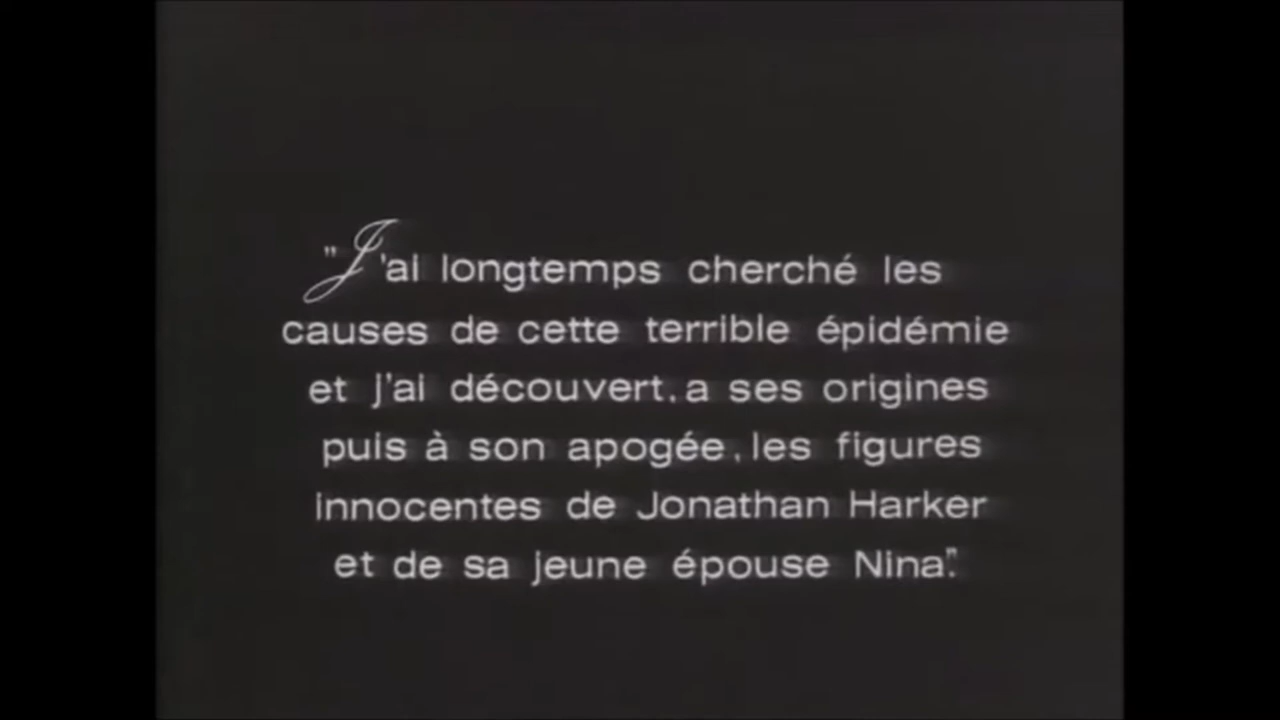 "J'ai longtemps cherché les
causes de cette terrible épidémie
et j'ai découvert, a ses origines
puis à son apogée, les figures
innocentes de Jonathan Harker
et de sa jeune épouse Nina".